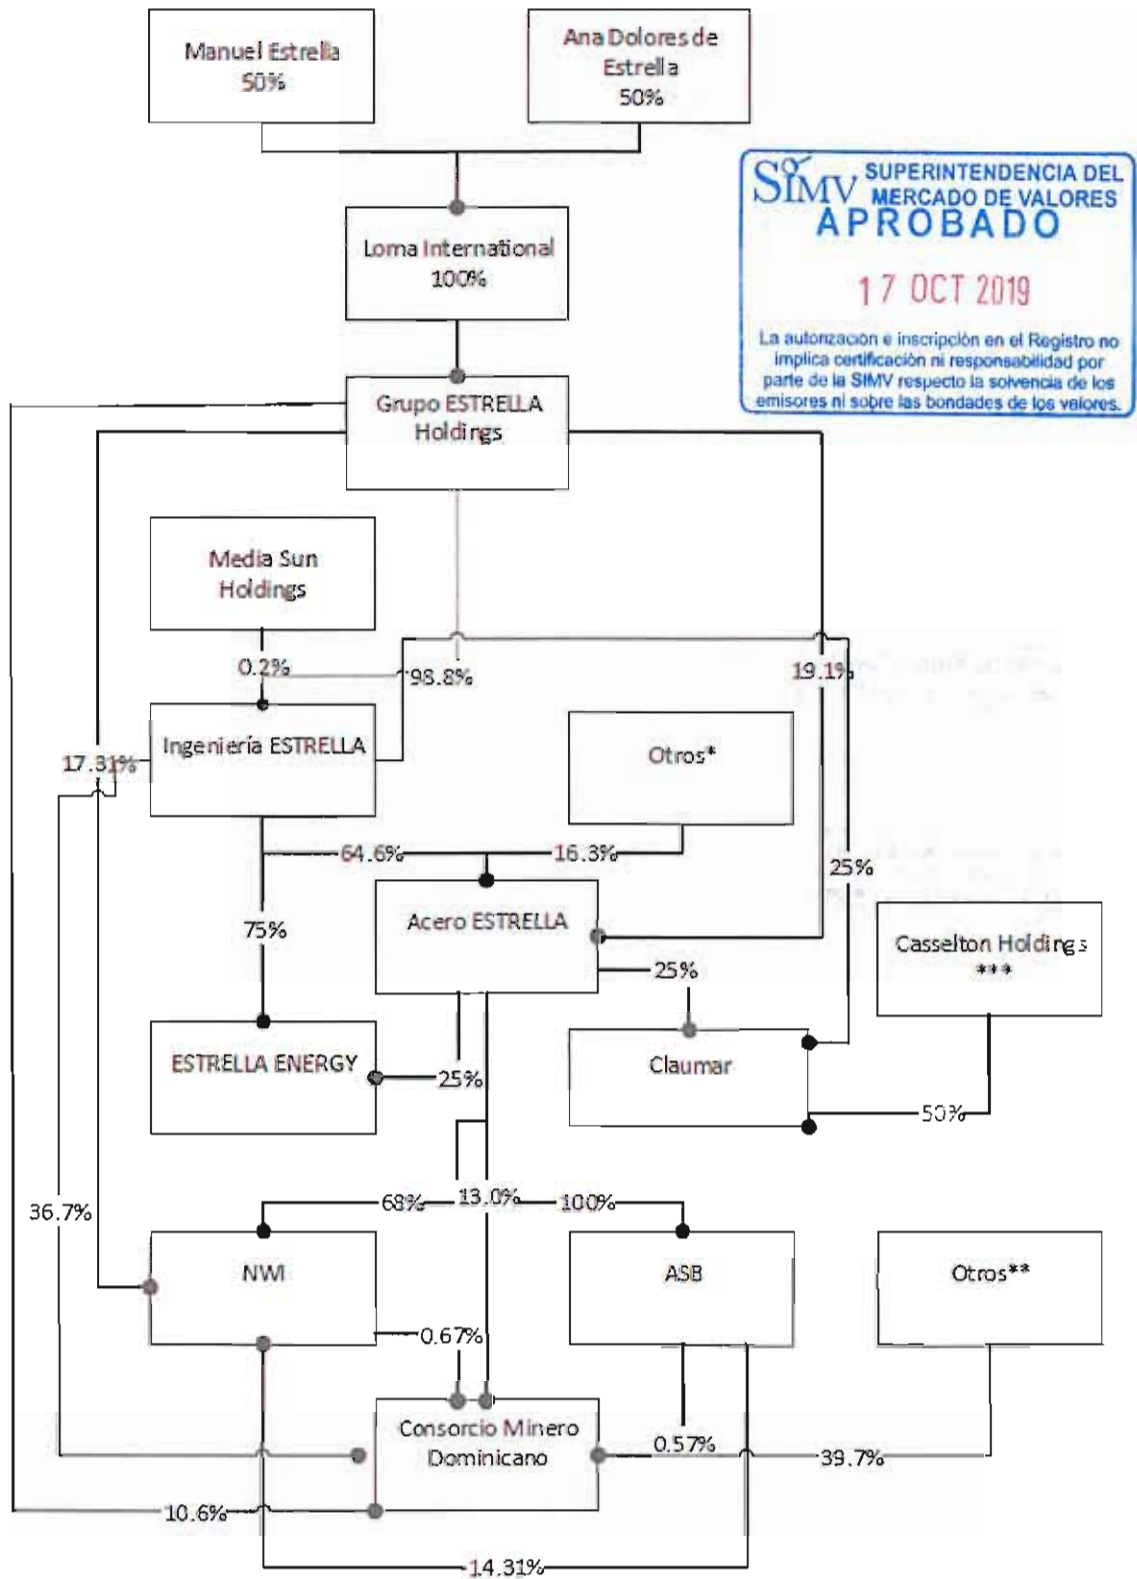 Manuel Estrella
50%
Ana Dolores de
Estrella
50%
SIMV SUPERINTENDENCIA DEL
MERCADO DE VALORES
APROBADO
17 OCT 2019
La autorización e inscripción en el Registro no
implica certificación ni responsabilidad por
parte de la SIMV respecto la solvencia de los
emisores ni sobre las bondades de los valores.
Loma International
100%
Grupo ESTRELLA
Holdings
Media Sun
Holdings
0.2%
98.8%
19.1%
Ingeniería ESTRELLA
17.31%
Otros*
64.6%
16.3%
25%
Acero ESTRELLA
75%
Casselton Holdings
***
25%
ESTRELLA ENERGY
25%
Claumar
50%
36.7%
68%
13.0%
100%
NWI
ASB
Otros**
0.67%
Consorcio Minero
Dominicano
0.57%
39.7%
10.6%
14.31%